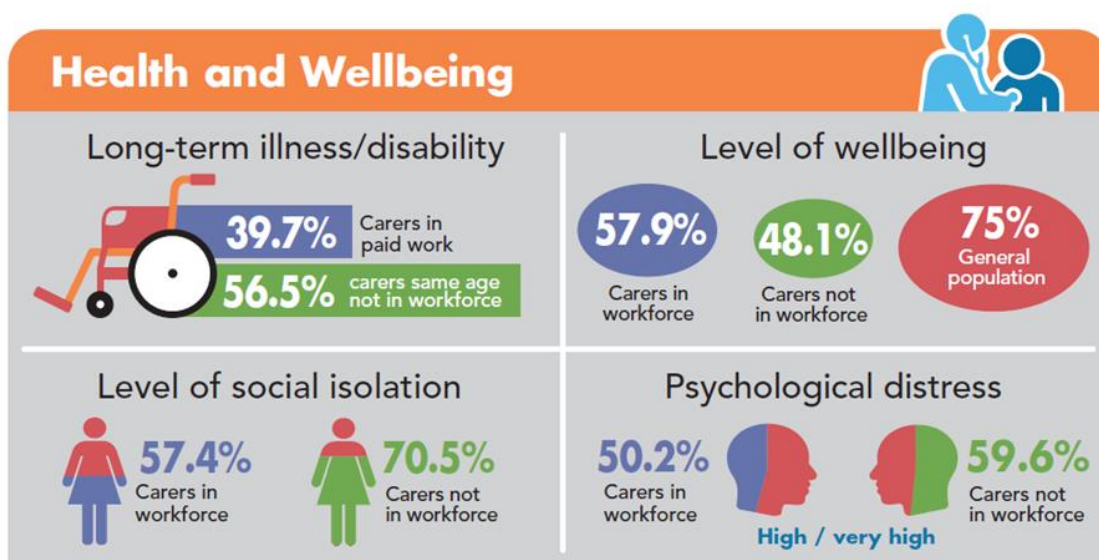 Health and Wellbeing
Long-term illness/disability
39.7%
Carers in
paid work
56.5%
carers same age
not in workforce
Level of wellbeing
57.9%
Carers in
workforce
48.1%
Carers not
in workforce
75%
General
population
Level of social isolation
57.4%
Carers in
workforce
70.5%
Carers not
in workforce
Psychological distress
50.2%
Carers in
workforce
59.6%
Carers not
in workforce
High / very high